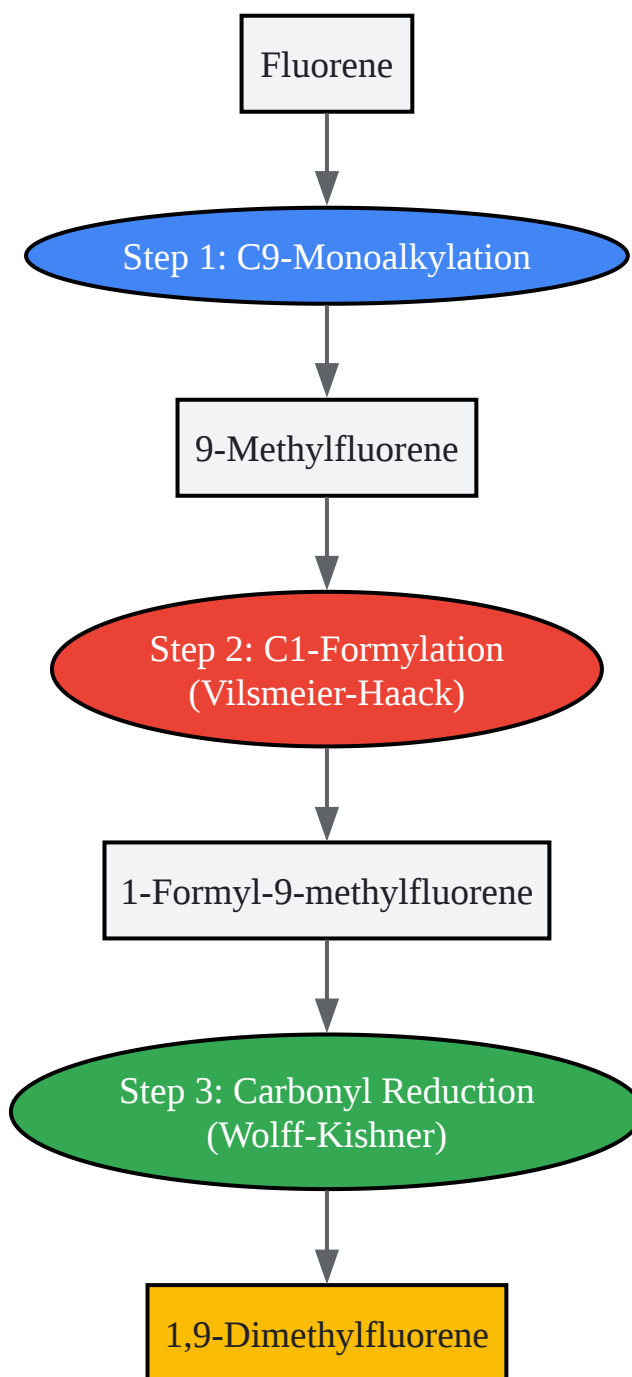 Fluorene
Step 1: C9-Monoalkylation
9-Methylfluorene
Step 2: C1-Formylation
(Vilsmeier-Haack)
1-Formyl-9-methylfluorene
Step 3: Carbonyl Reduction
(Wolff-Kishner)
1,9-Dimethylfluorene